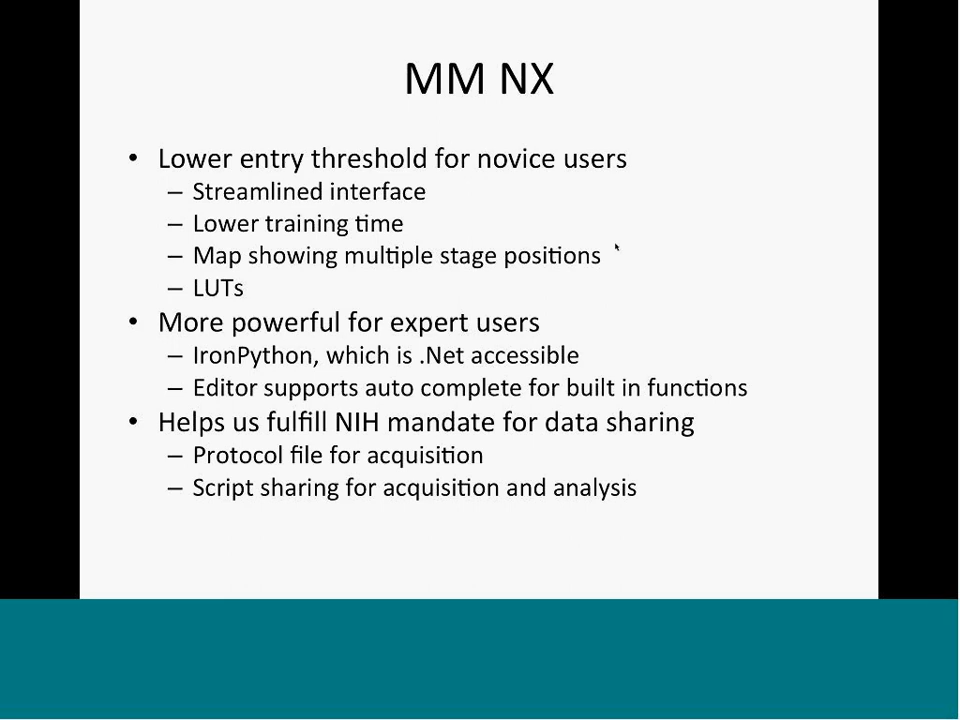 MM NX
• Lower entry threshold for novice users
– Streamlined interface
– Lower training time
– Map showing multiple stage positions
– LUTs
• More powerful for expert users
– IronPython, which is .Net accessible
– Editor supports auto complete for built in functions
• Helps us fulfill NIH mandate for data sharing
– Protocol file for acquisition
– Script sharing for acquisition and analysis